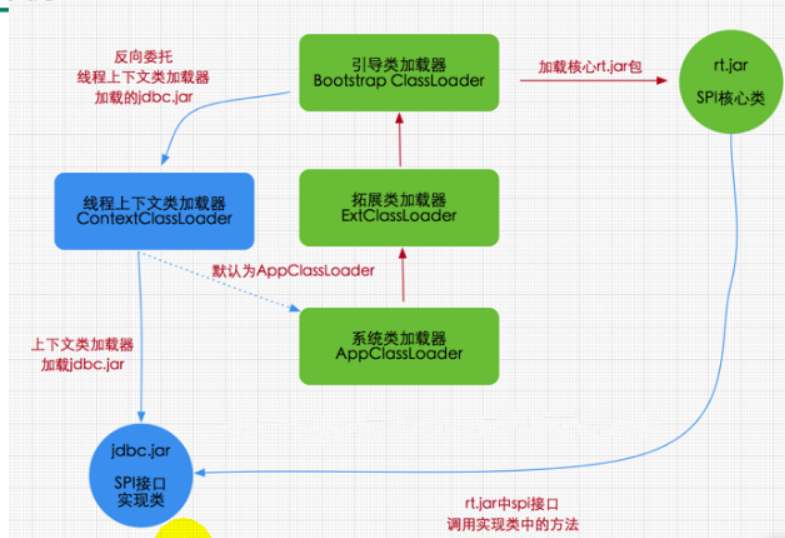 反向委托
线程上下文类加载器
加载的jdbc.jar
引导类加载器
Bootstrap ClassLoader
加载核心rt.jar包
rt.jar
SPI核心类
线程上下文类加载器
ContextClassLoader
拓展类加载器
ExtClassLoader
默认为AppClassLoader
系统类加载器
AppClassLoader
上下文类加载器
加载jdbc.jar
jdbc.jar
SPI接口
实现类
rt.jar中spi接口
调用实现类中的方法